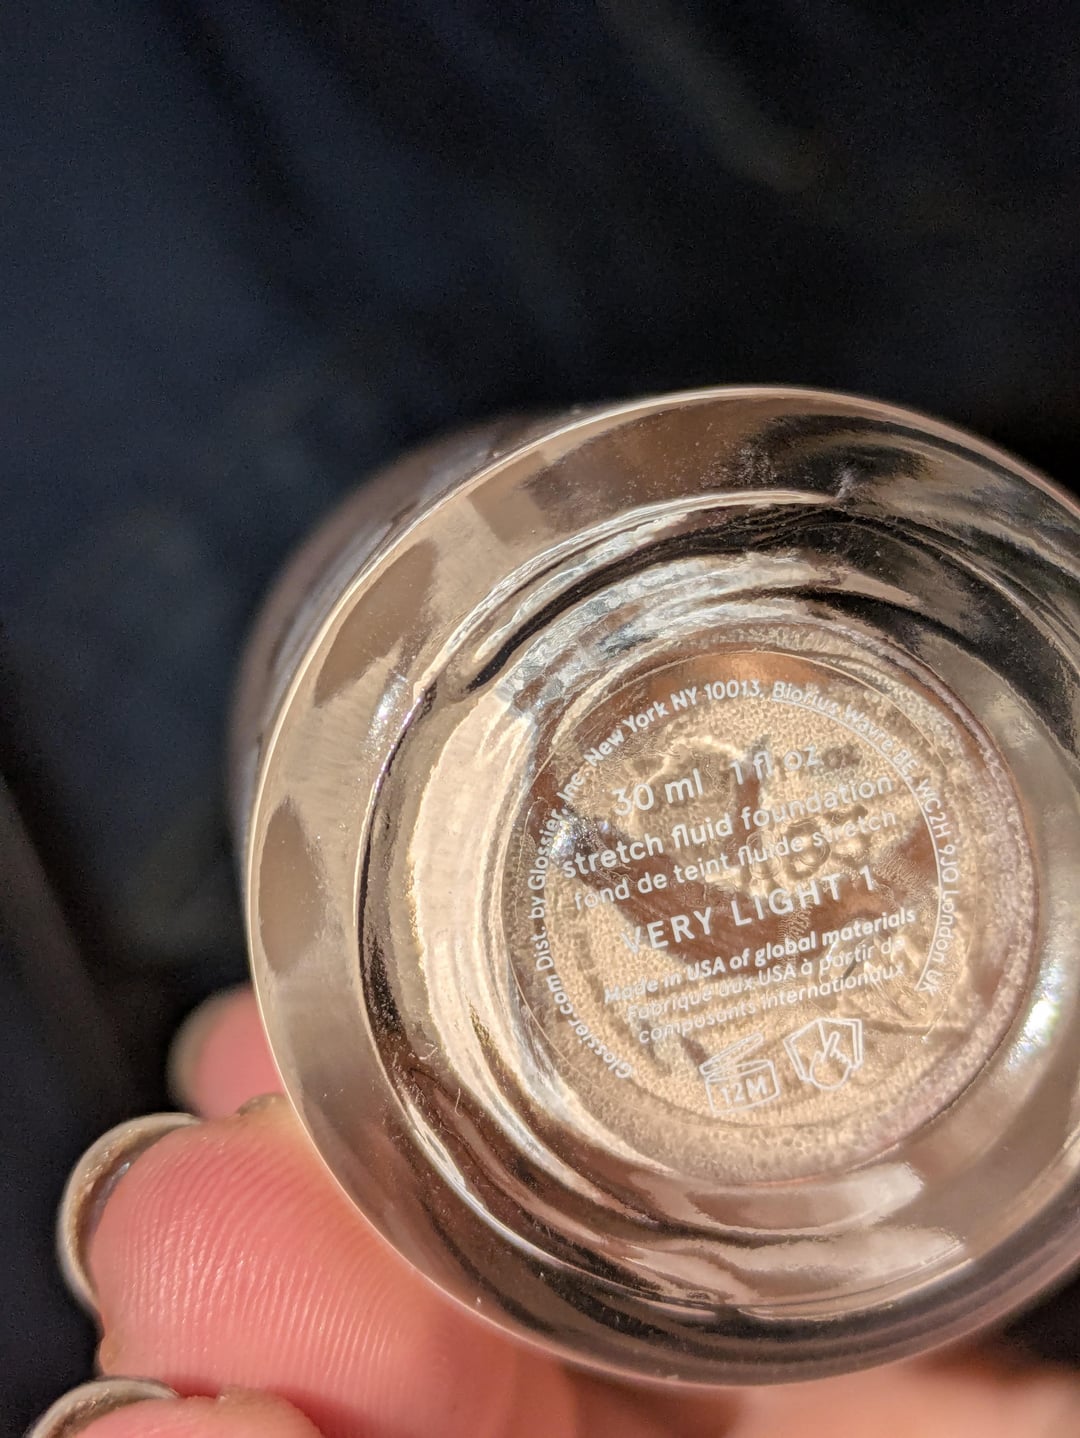 Glossier.com Dist. by Glossier, Inc. New York NY 10013, Biorius Wavre BE, WC2H 9JQ London UK
30 ml 1 fl oz
stretch fluid foundation
fond de teint fluide stretch
VERY LIGHT 1
Made in USA of global materials
Fabriqué aux USA à partir de
composants internationaux
12M